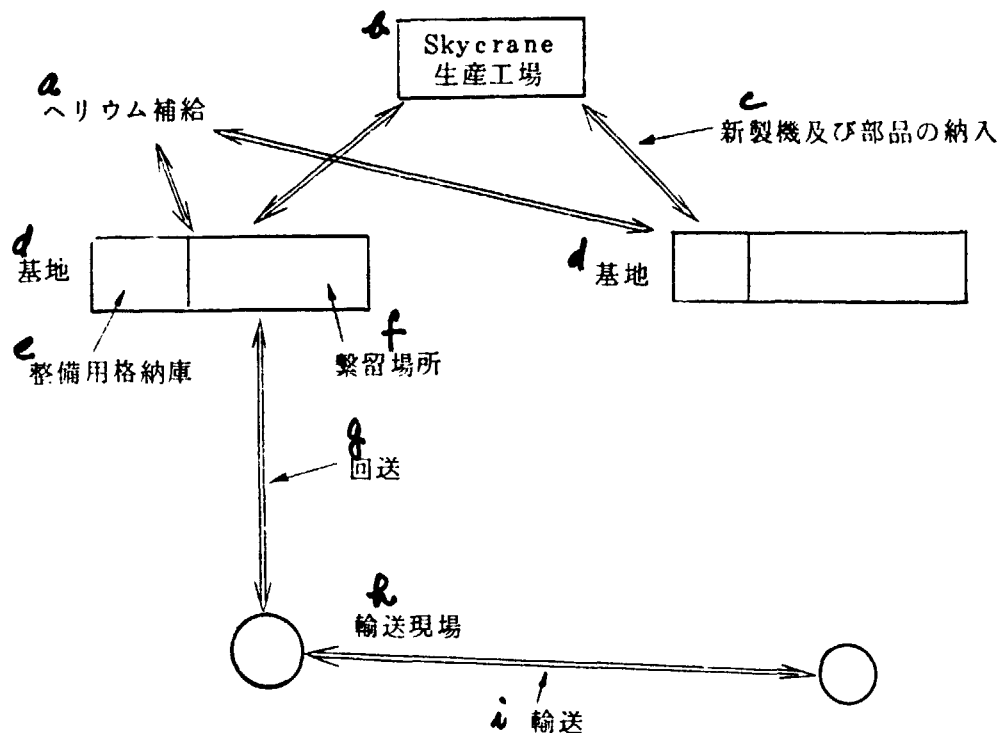 b
Skycrane
生産工場
a
ヘリウム補給
c
新製機及び部品の納入
d
基地
d
基地
e
整備用格納庫
f
繋留場所
g
回送
h
輸送現場
i
輸送